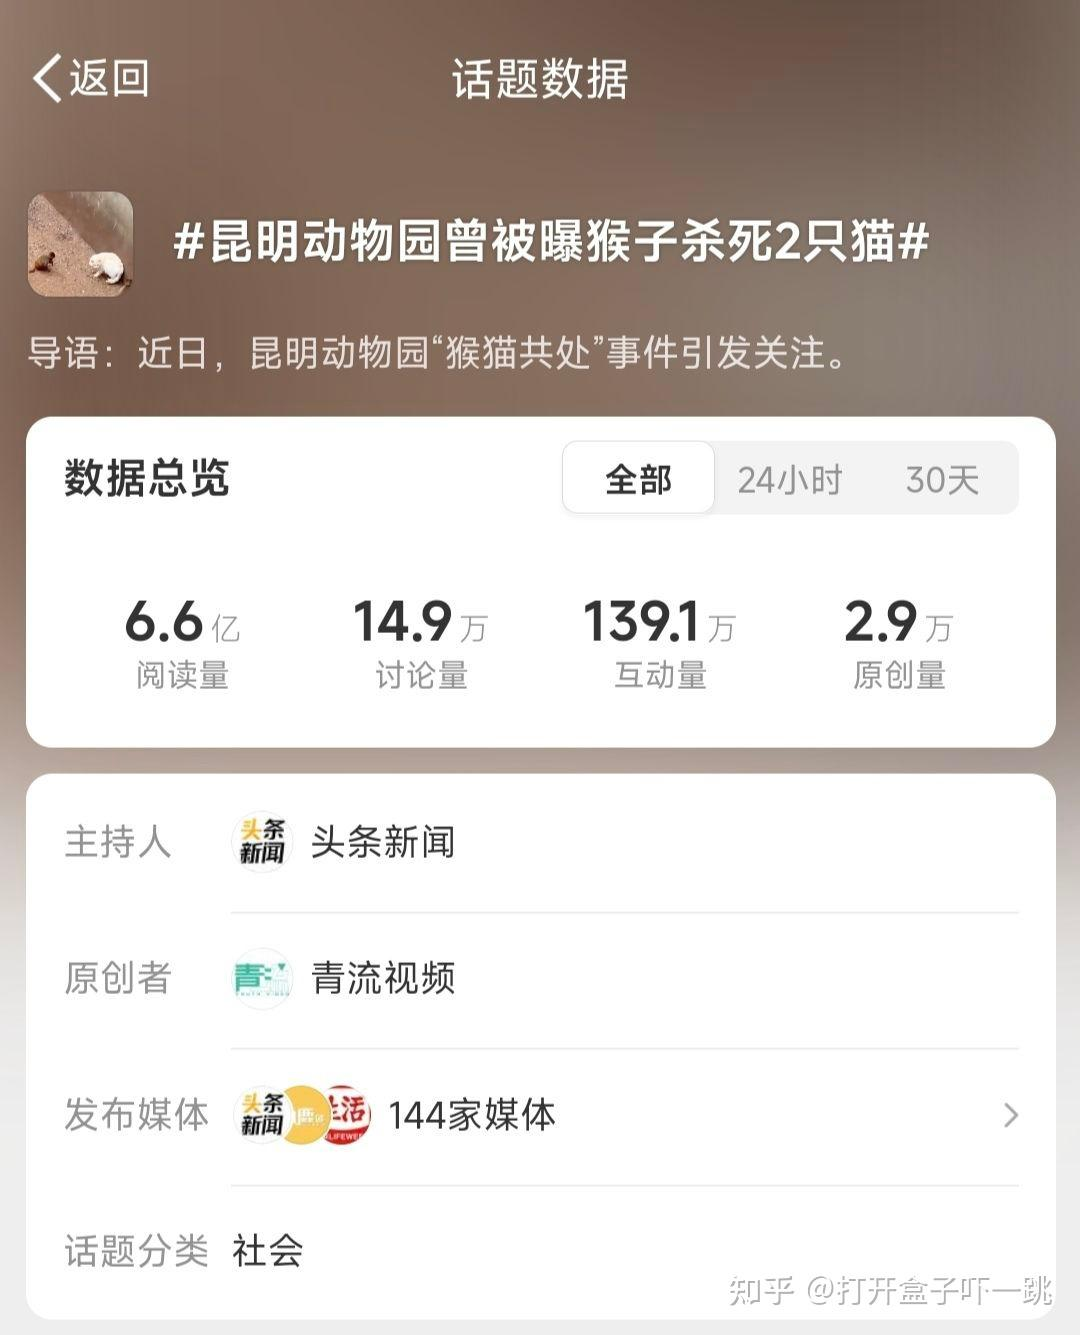 返回
话题数据
#昆明动物园曾被曝猴子杀死2只猫#
导语：近日，昆明动物园“猴猫共处”事件引发关注。
数据总览
全部 24小时 30天
6.6亿 14.9万 139.1万 2.9万
阅读量 讨论量 互动量 原创量
主持人 头条新闻 头条新闻
原创者 青流视频
发布媒体 头条新闻 生活 144家媒体
话题分类 社会
知乎 @打开盒子吓一跳